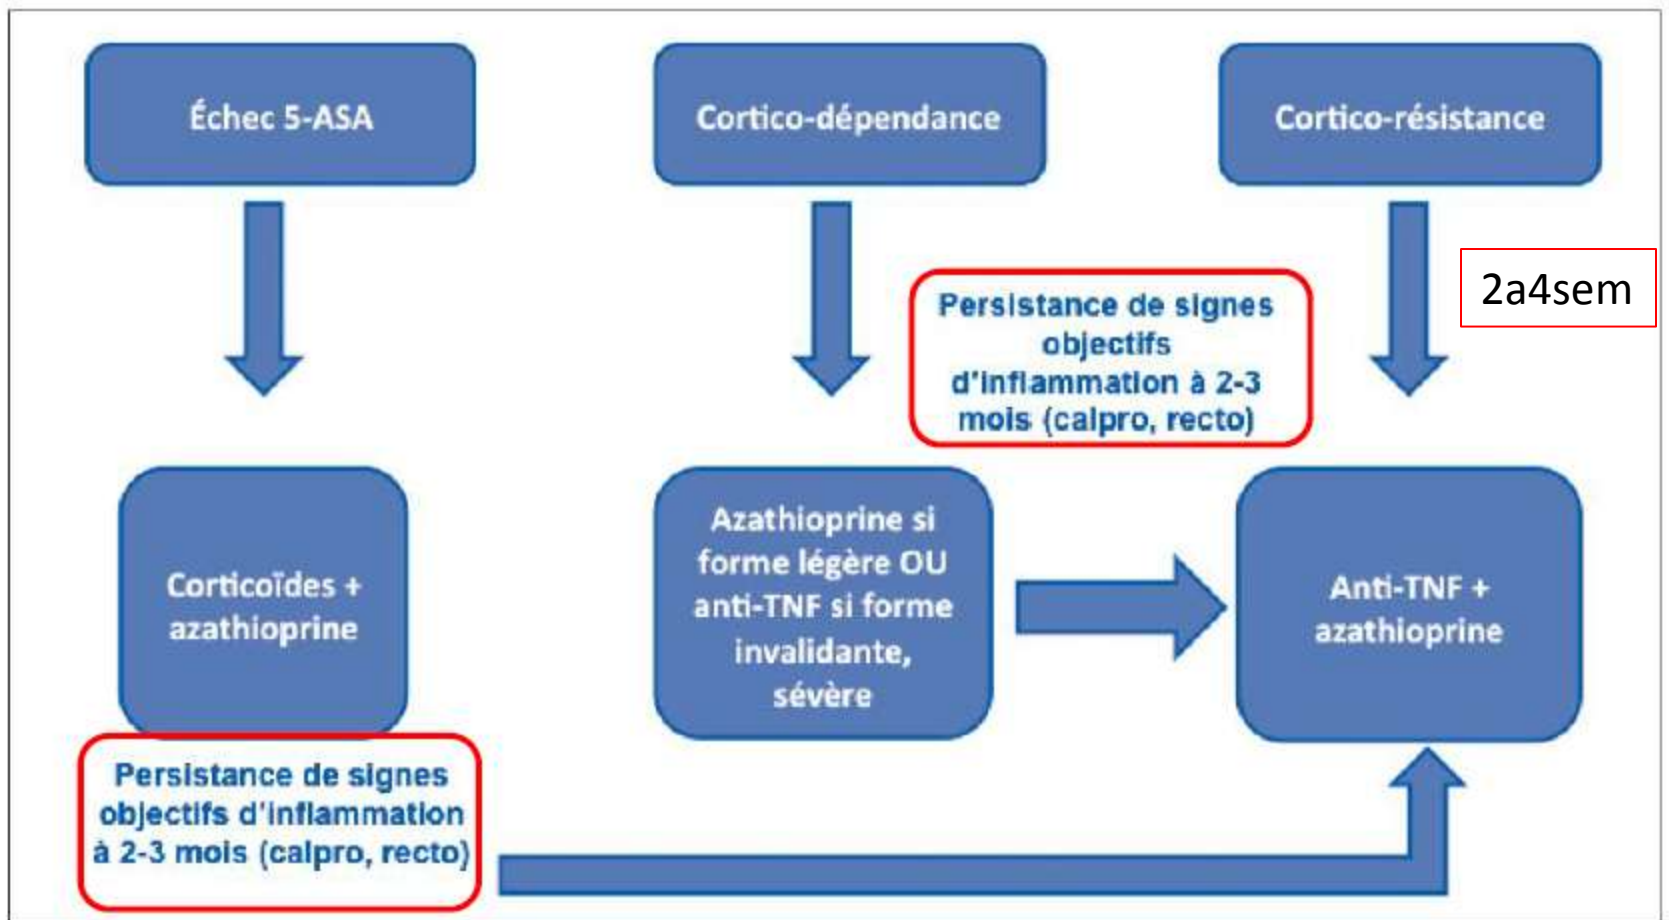 Échec 5-ASA
Cortico-dépendance
Cortico-résistance
2a4sem
Persistance de signes
objectifs
d'inflammation à 2-3
mois (calpro, recto)
Corticoïdes +
azathioprine
Azathioprine si
forme légère OU
anti-TNF si forme
invalidante,
sévère
Anti-TNF +
azathioprine
Persistance de signes
objectifs d'inflammation
à 2-3 mois (calpro, recto)